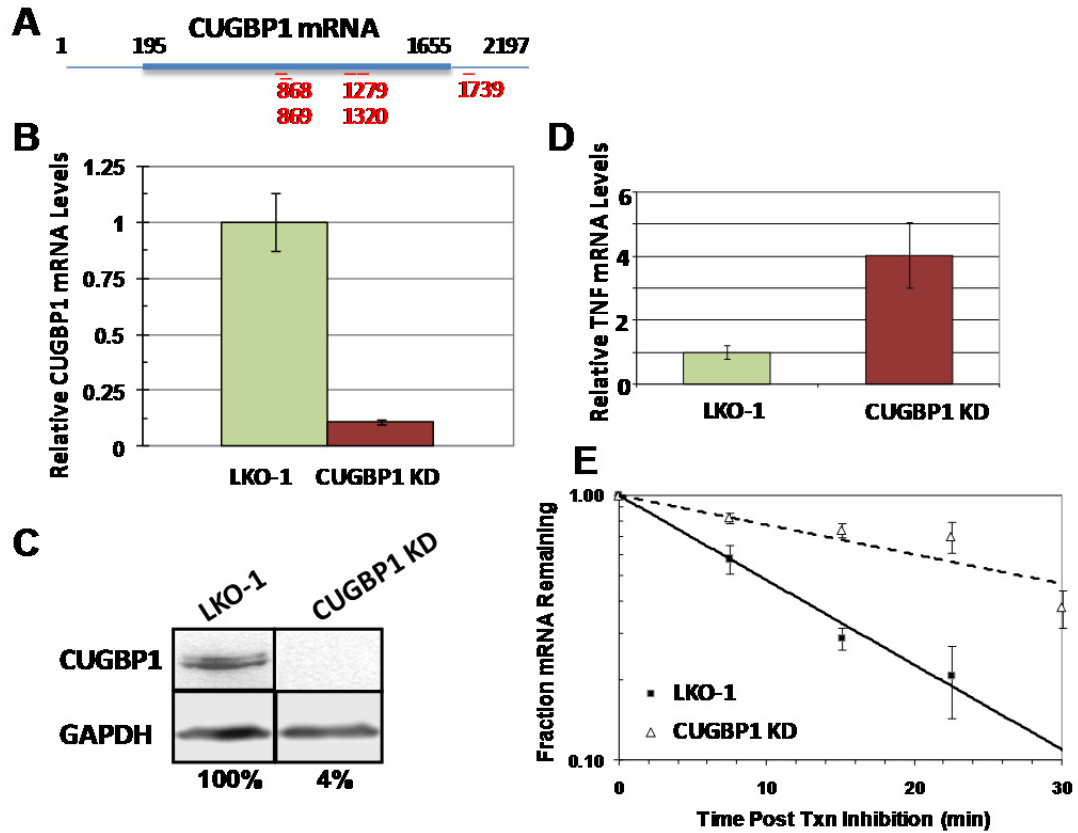 A
CUGBP1 mRNA
1 195 1655 2197
868 1279 1739
869 1320
B
Relative CUGBP1 mRNA Levels
1.25
1
0.75
0.5
0.25
0
LKO-1 CUGBP1 KD
C
LKO-1 CUGBP1 KD
CUGBP1
GAPDH
100% 4%
D
Relative TNF mRNA Levels
6
4
2
0
LKO-1 CUGBP1 KD
E
Fraction mRNA Remaining
1.00
0.10
LKO-1
CUGBP1 KD
0 10 20 30
Time Post Txn Inhibition (min)